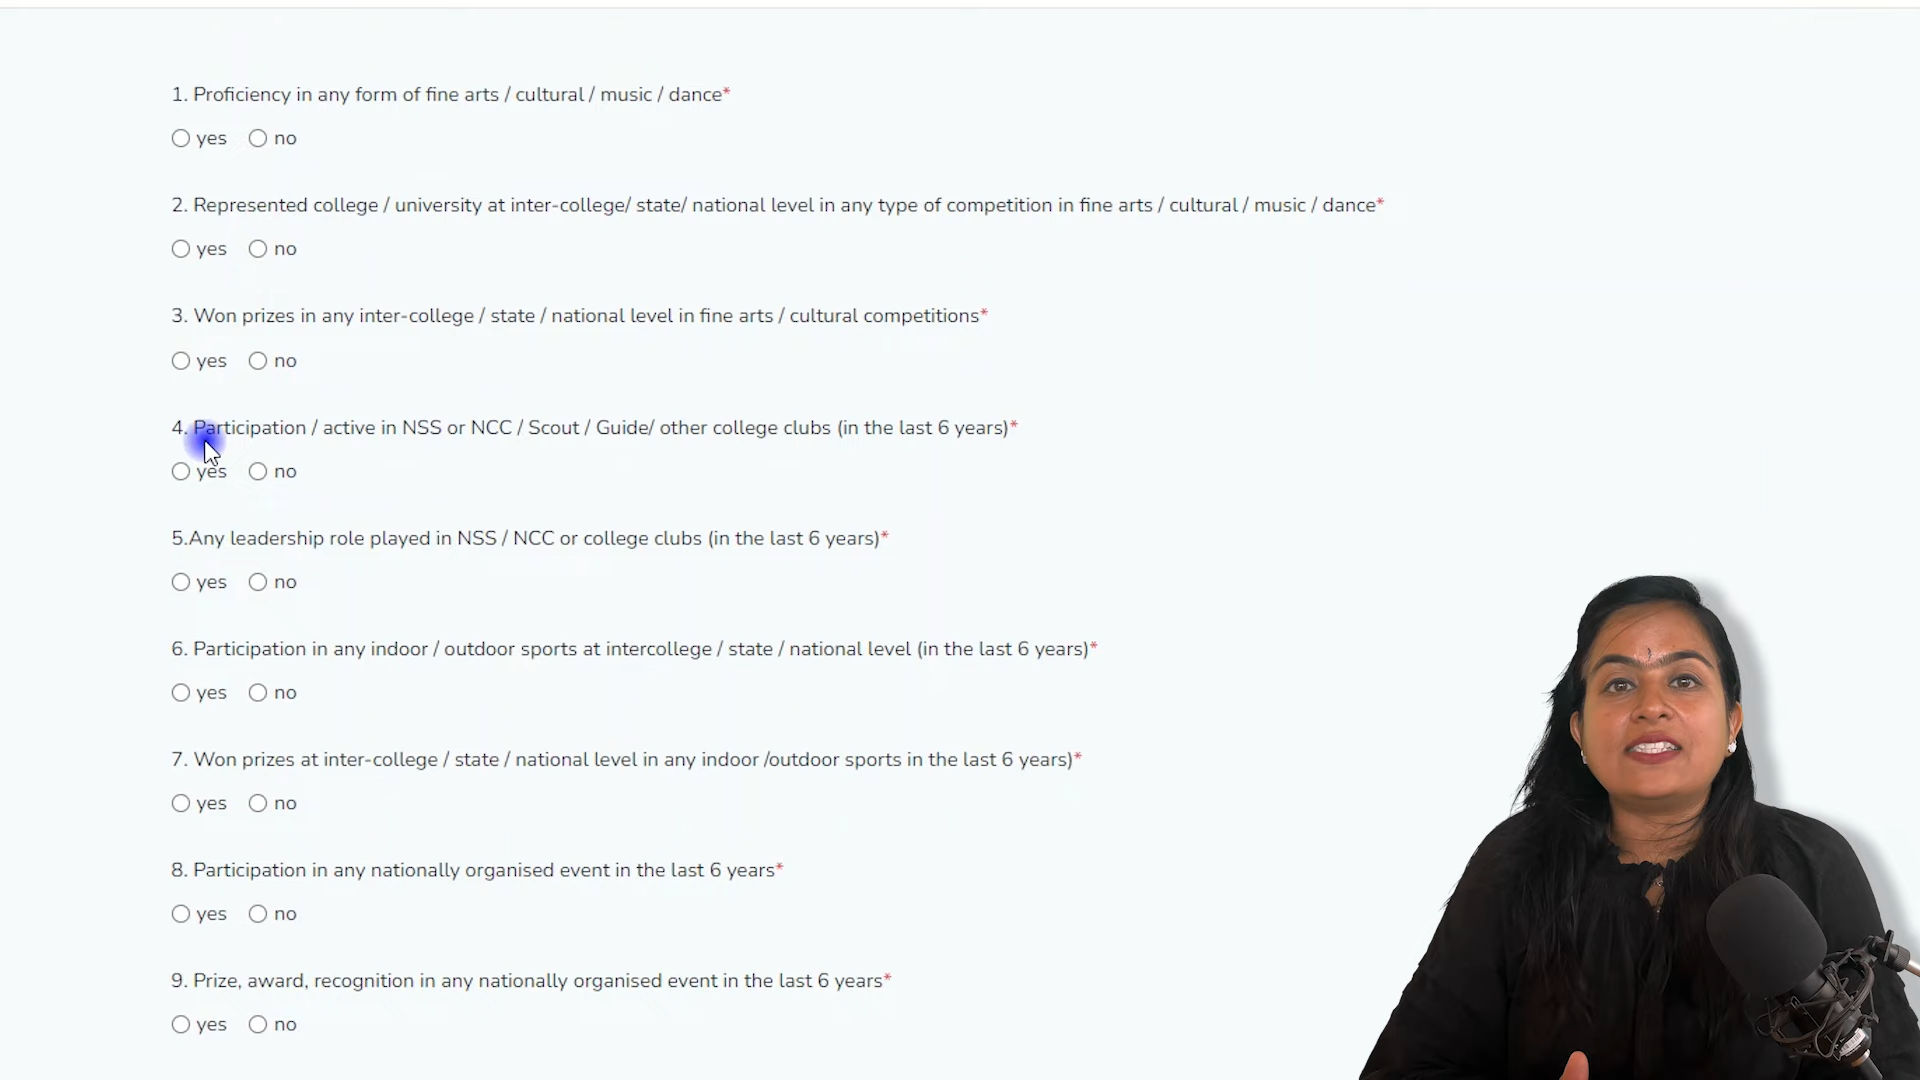 1. Proficiency in any form of fine arts / cultural / music / dance*
yes no
2. Represented college / university at inter-college/ state/ national level in any type of competition in fine arts / cultural / music / dance*
yes no
3. Won prizes in any inter-college / state / national level in fine arts / cultural competitions*
yes no
4. Participation / active in NSS or NCC / Scout / Guide/ other college clubs (in the last 6 years)*
yes no
5.Any leadership role played in NSS / NCC or college clubs (in the last 6 years)*
yes no
6. Participation in any indoor / outdoor sports at intercollege / state / national level (in the last 6 years)*
yes no
7. Won prizes at inter-college / state / national level in any indoor /outdoor sports in the last 6 years)*
yes no
8. Participation in any nationally organised event in the last 6 years*
yes no
9. Prize, award, recognition in any nationally organised event in the last 6 years*
yes no